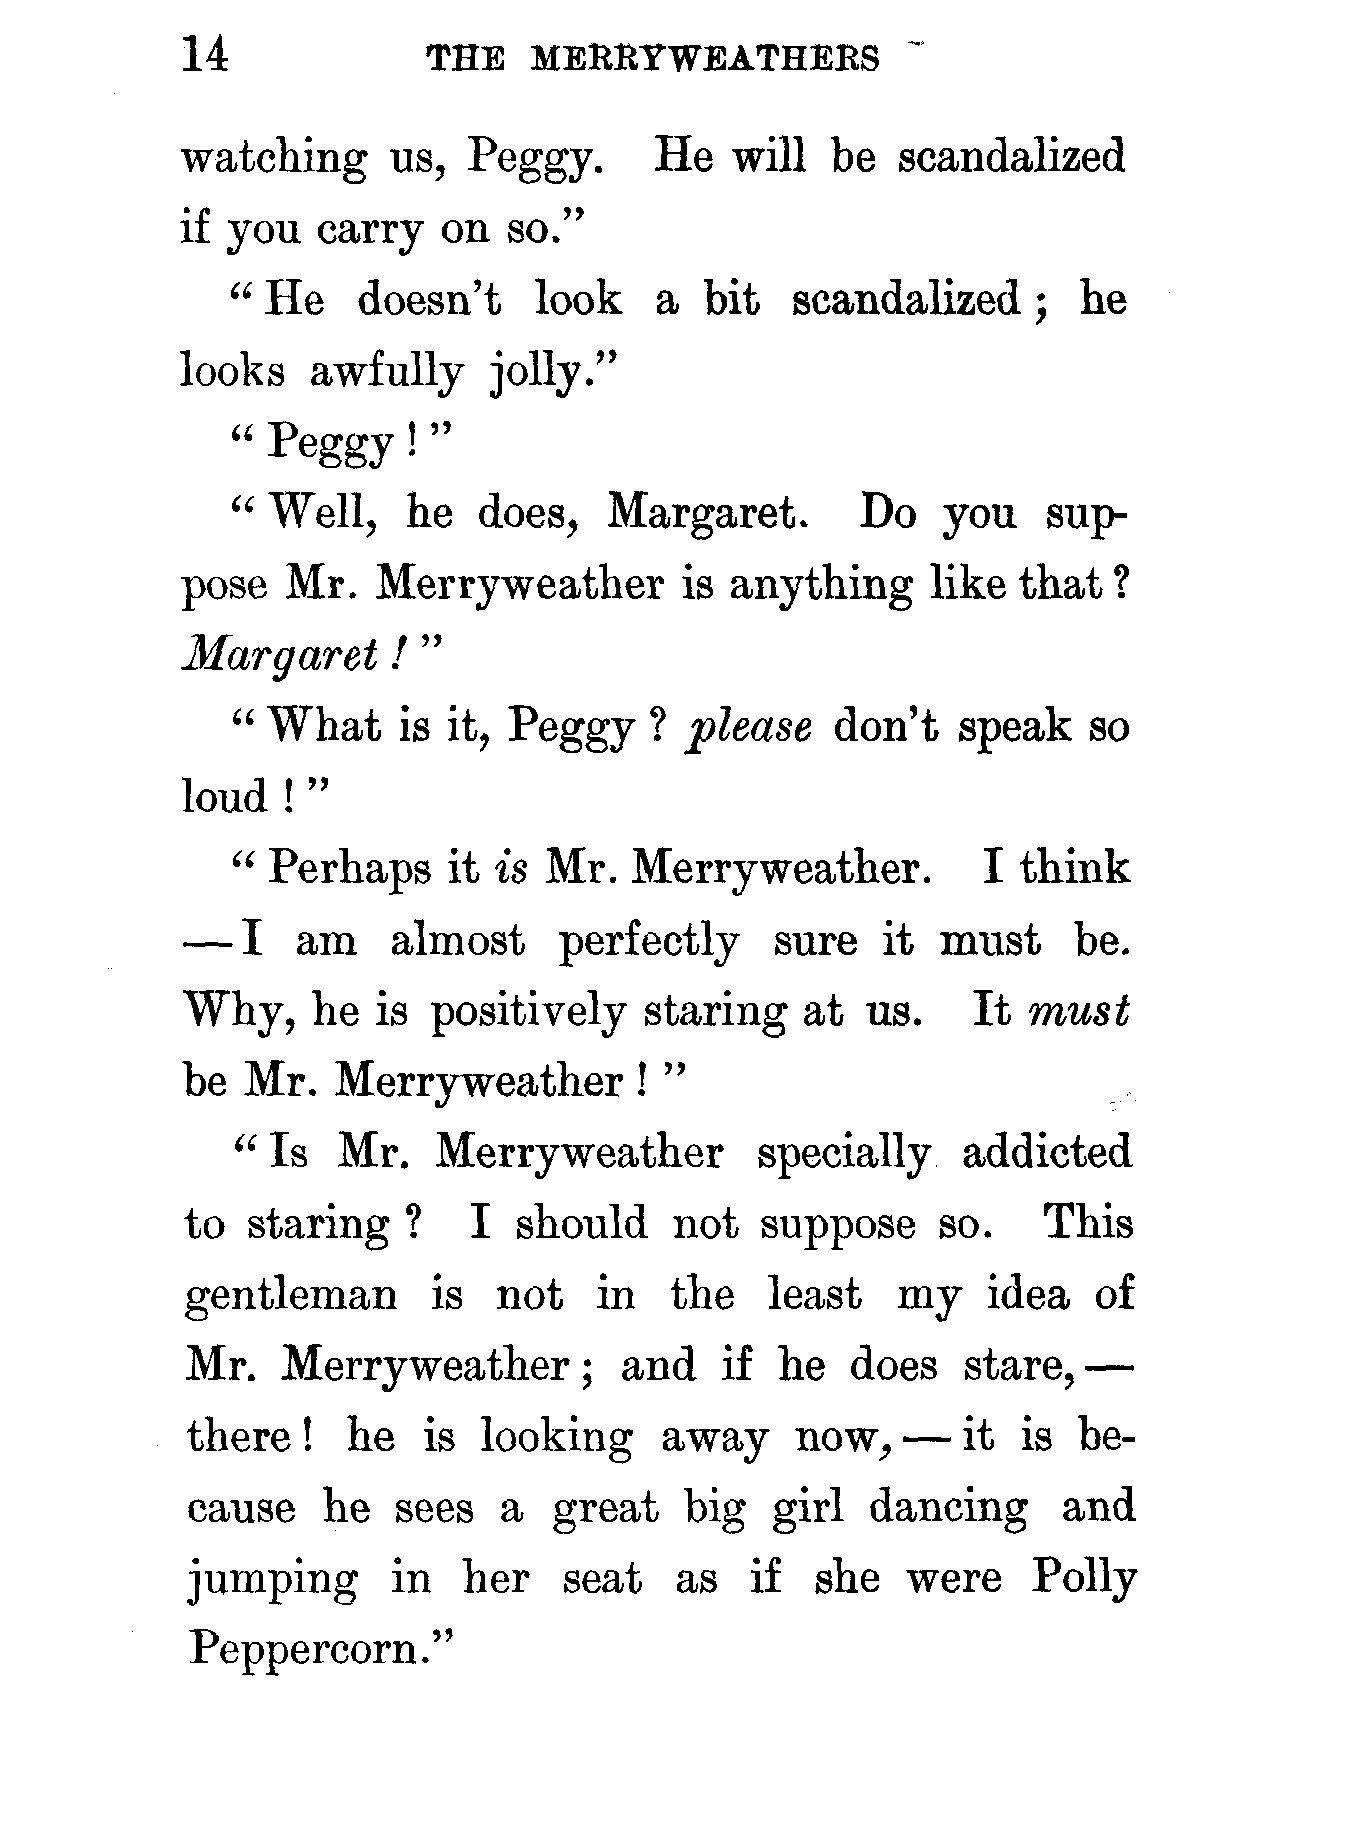 14 THE MERRYWEATHERS
watching us, Peggy. He will be scandalized
if you carry on so.”
“ He doesn’t look a bit scandalized ; he
looks awfully jolly.”
“ Peggy ! ”
“ Well, he does, Margaret. Do you sup-
pose Mr. Merryweather is anything like that ?
Margaret ! ”
“ What is it, Peggy ? please don’t speak so
loud ! ”
“ Perhaps it is Mr. Merryweather. I think
— I am almost perfectly sure it must be.
Why, he is positively staring at us. It must
be Mr. Merryweather ! ”
“ Is Mr. Merryweather specially addicted
to staring ? I should not suppose so. This
gentleman is not in the least my idea of
Mr. Merryweather ; and if he does stare, —
there ! he is looking away now, — it is be-
cause he sees a great big girl dancing and
jumping in her seat as if she were Polly
Peppercorn.”